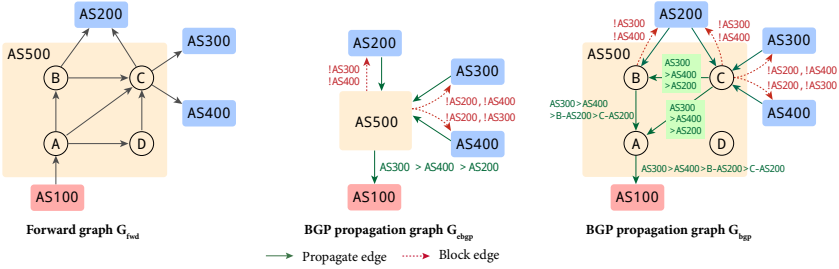 AS200
AS500
AS300
B
C
AS400
A
D
AS100
Forward graph G_fwd
AS200
!AS300
!AS400
AS300
!AS200, !AS400
AS500
!AS200, !AS300
AS400
AS300 > AS400 > AS200
AS100
BGP propagation graph G_ebgp
AS200
!AS300
!AS400
!AS300
!AS400
AS500
AS300
AS300
>AS400
>AS200
B
C
!AS200, !AS400
!AS200, !AS300
AS300>AS400
>B-AS200>C-AS200
AS300
>AS400
>AS200
AS400
A
D
AS300>AS400>B-AS200>C-AS200
AS100
BGP propagation graph G_bgp
Propagate edge
Block edge